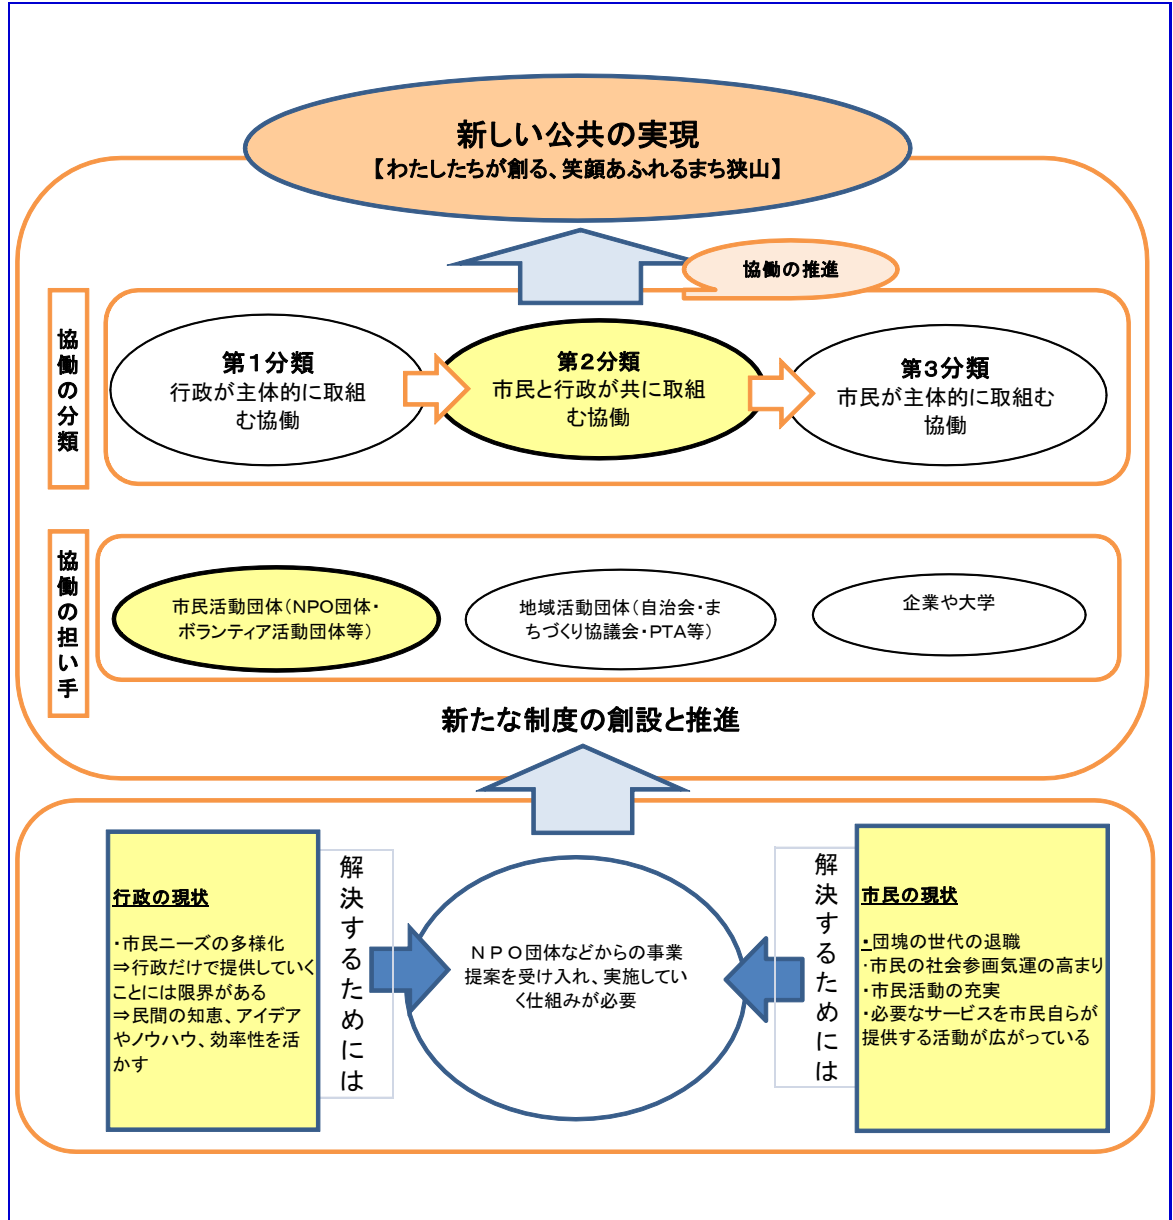 新しい公共の実現
【わたしたちが創る、笑顔あふれるまち狭山】
協働の推進
協働の分類
第1分類
行政が主体的に取組
む協働
第2分類
市民と行政が共に取組
む協働
第3分類
市民が主体的に取組む
協働
協働の担い手
市民活動団体(NPO団体・
ボランティア活動団体等)
地域活動団体(自治会・ま
ちづくり協議会・PTA等)
企業や大学
新たな制度の創設と推進
行政の現状
・市民ニーズの多様化
⇒行政だけで提供していく
ことには限界がある
⇒民間の知恵、アイデア
やノウハウ、効率性を活
かす
解決するためには
NPO団体などからの事業
提案を受け入れ、実施してい
く仕組みが必要
解決するためには
市民の現状
・団塊の世代の退職
・市民の社会参画気運の高まり
・市民活動の充実
・必要なサービスを市民自らが
提供する活動が広がっている